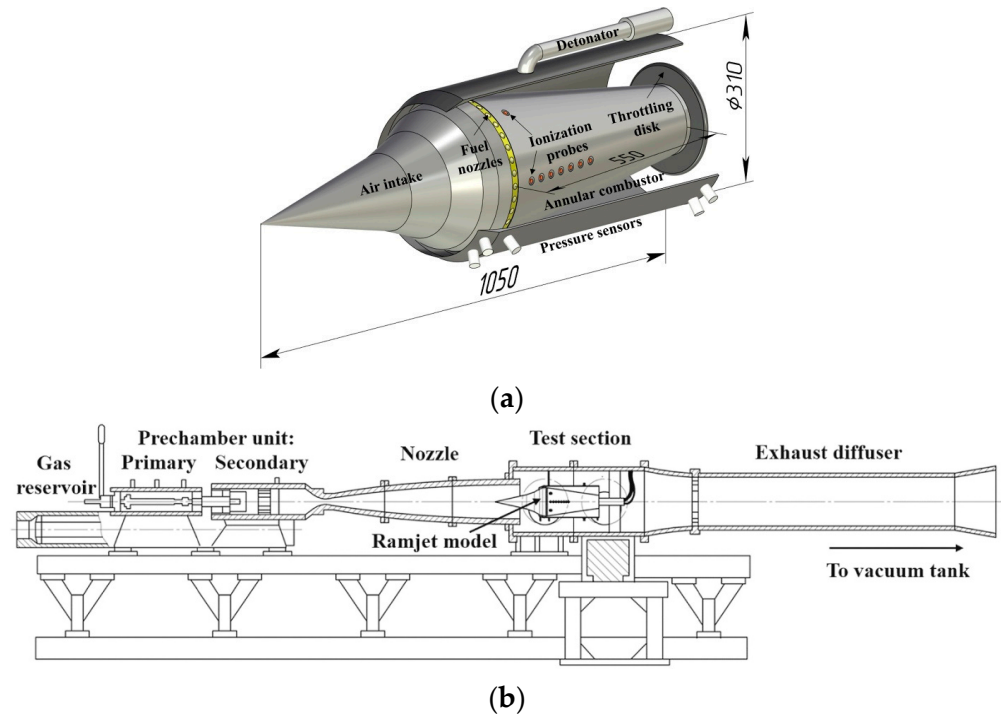 Detonator
ϕ310
Throttling
disk
Ionization
probes
Fuel
nozzles
550
Air intake
Annular combustor
Pressure sensors
1050
(a)
Prechamber unit:
Test section
Gas
reservoir
Primary
Secondary
Nozzle
Exhaust diffuser
Ramjet model
To vacuum tank
(b)